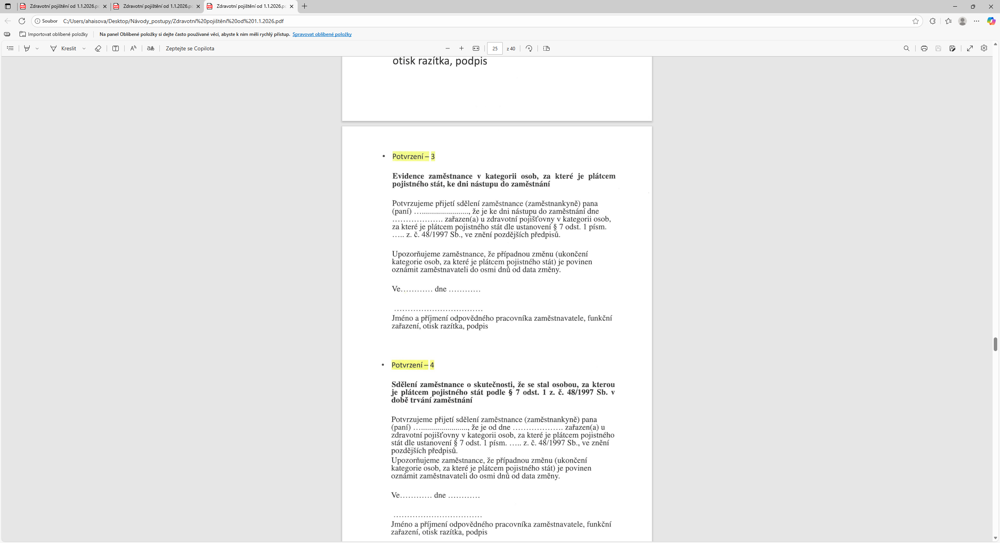 Zdravotní pojištění od 1.1.2026.p
Zdravotní pojištění od 1.1.2026.p
Zdravotní pojištění od 1.1.2026.p
Soubor C:/Users/ahaisova/Desktop/Návody_postupy/Zdravotní%20pojištění%20od%201.1.2026.pdf
Importovat oblíbené položky Na panel Oblíbené položky si dejte často používané věci, abyste k nim měli rychlý přístup. Spravovat oblíbené položky
Kreslit Zeptejte se Copilota 25 z 40
otisk razítka, podpis
• Potvrzení – 3
Evidence zaměstnance v kategorii osob, za které je plátcem
pojistného stát, ke dni nástupu do zaměstnání
Potvrzujeme přijetí sdělení zaměstnance (zaměstnankyně) pana
(paní) …......................., že je ke dni nástupu do zaměstnání dne
………………. zařazen(a) u zdravotní pojišťovny v kategorii osob,
za které je plátcem pojistného stát dle ustanovení § 7 odst. 1 písm.
….. z. č. 48/1997 Sb., ve znění pozdějších předpisů.
Upozorňujeme zaměstnance, že případnou změnu (ukončení
kategorie osob, za které je plátcem pojistného stát) je povinen
oznámit zaměstnavateli do osmi dnů od data změny.
Ve………… dne …………
……………………………
Jméno a příjmení odpovědného pracovníka zaměstnavatele, funkční
zařazení, otisk razítka, podpis
• Potvrzení – 4
Sdělení zaměstnance o skutečnosti, že se stal osobou, za kterou
je plátcem pojistného stát podle § 7 odst. 1 z. č. 48/1997 Sb. v
době trvání zaměstnání
Potvrzujeme přijetí sdělení zaměstnance (zaměstnankyně) pana
(paní) …......................., že je od dne ………………. zařazen(a) u
zdravotní pojišťovny v kategorii osob, za které je plátcem pojistného
stát dle ustanovení § 7 odst. 1 písm. ….. z. č. 48/1997 Sb., ve znění
pozdějších předpisů.
Upozorňujeme zaměstnance, že případnou změnu (ukončení
kategorie osob, za které je plátcem pojistného stát) je povinen
oznámit zaměstnavateli do osmi dnů od data změny.
Ve………… dne …………
……………………………
Jméno a příjmení odpovědného pracovníka zaměstnavatele, funkční
zařazení, otisk razítka, podpis